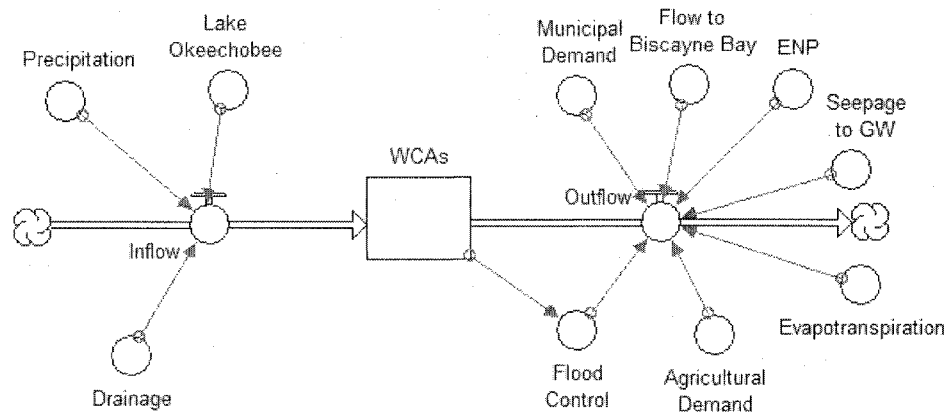 Precipitation
Lake
Okeechobee
Municipal
Demand
Flow to
Biscayne Bay
ENP
Seepage
to GW
WCAs
Inflow
Outflow
Drainage
Flood
Control
Agricultural
Demand
Evapotranspiration